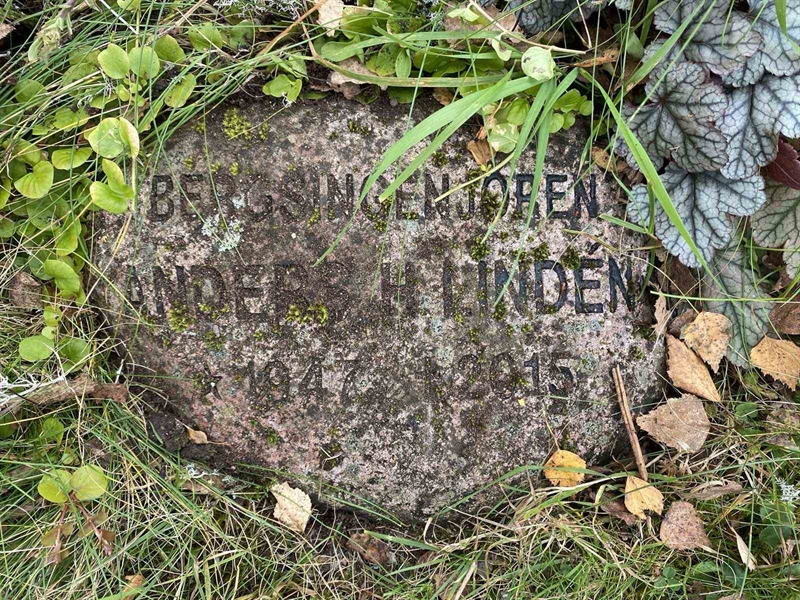 BERGSINGENJÖREN
ANDERS H. LINDÉN
* 1947 † 2015